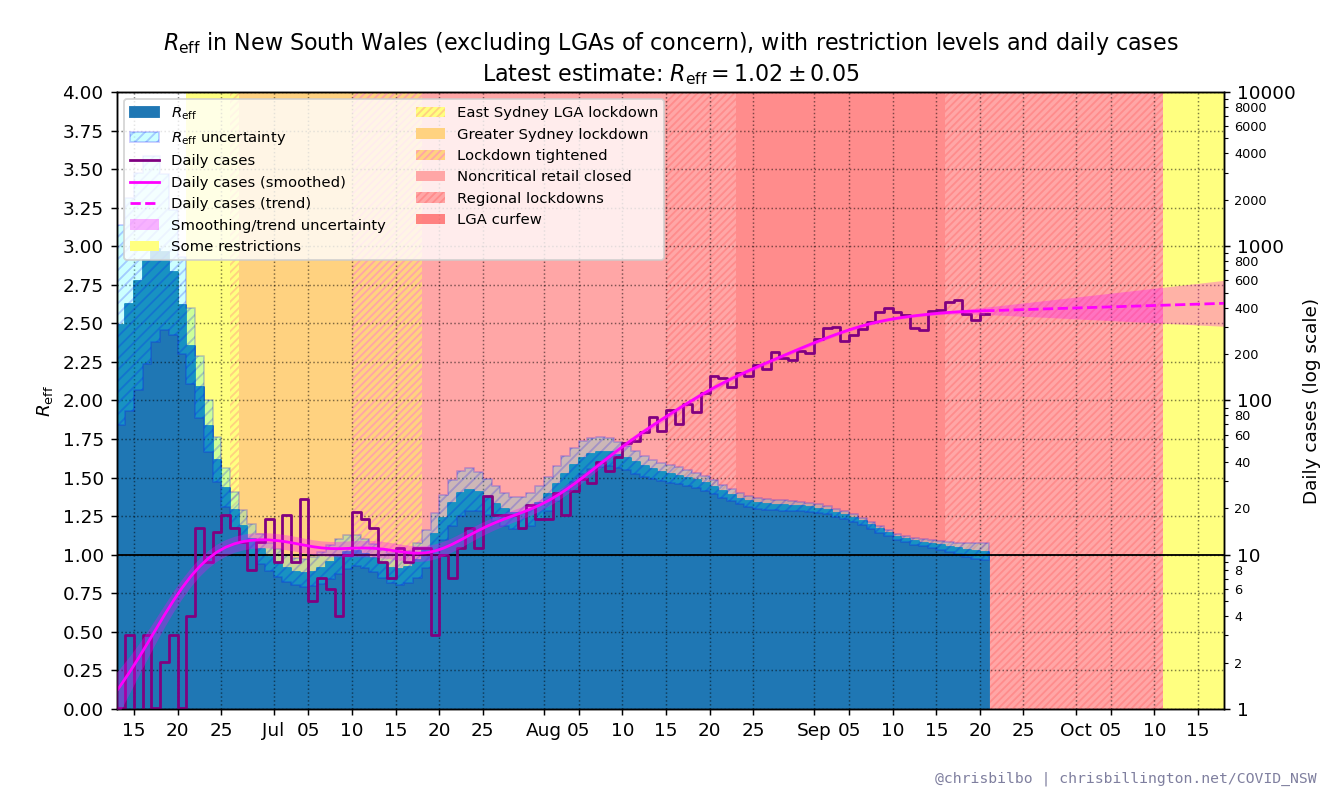 Reff in New South Wales (excluding LGAs of concern), with restriction levels and daily cases
Latest estimate: Reff = 1.02 ± 0.05
Reff
Reff uncertainty
Daily cases
Daily cases (smoothed)
Daily cases (trend)
Smoothing/trend uncertainty
Some restrictions
East Sydney LGA lockdown
Greater Sydney lockdown
Lockdown tightened
Noncritical retail closed
Regional lockdowns
LGA curfew
Reff
4.00
3.75
3.50
3.25
3.00
2.75
2.50
2.25
2.00
1.75
1.50
1.25
1.00
0.75
0.50
0.25
0.00
10000
8000
6000
4000
2000
1000
800
600
400
200
100
80
60
40
20
10
8
6
4
2
1
Daily cases (log scale)
15 20 25 Jul 05 10 15 20 25 Aug 05 10 15 20 25 Sep 05 10 15 20 25 Oct 05 10 15
@chrisbilbo | chrisbillington.net/COVID_NSW